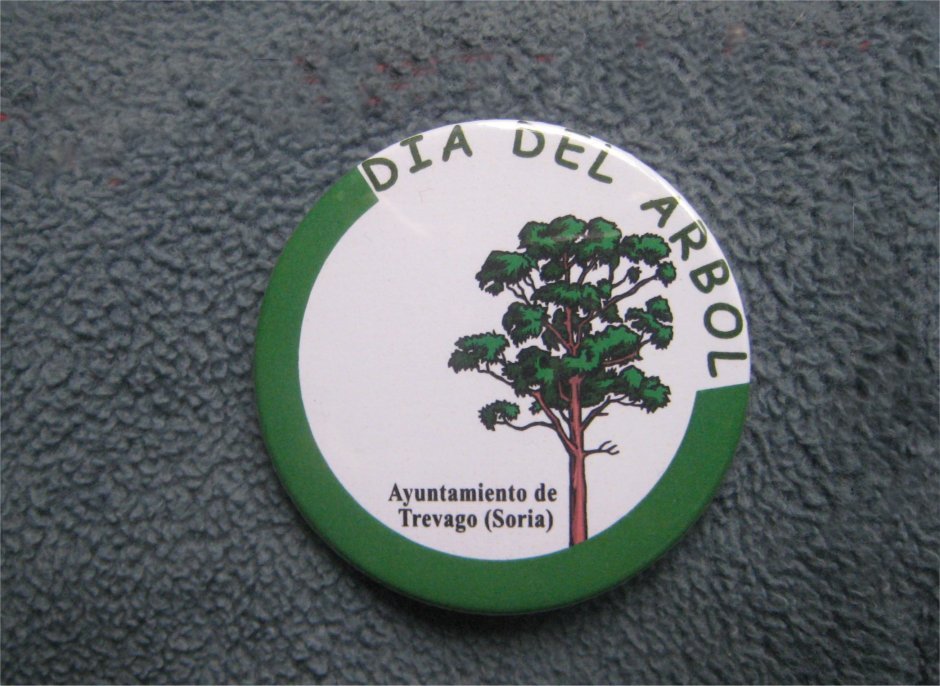 DIA DEL ARBOL
Ayuntamiento de
Trevago (Soria)